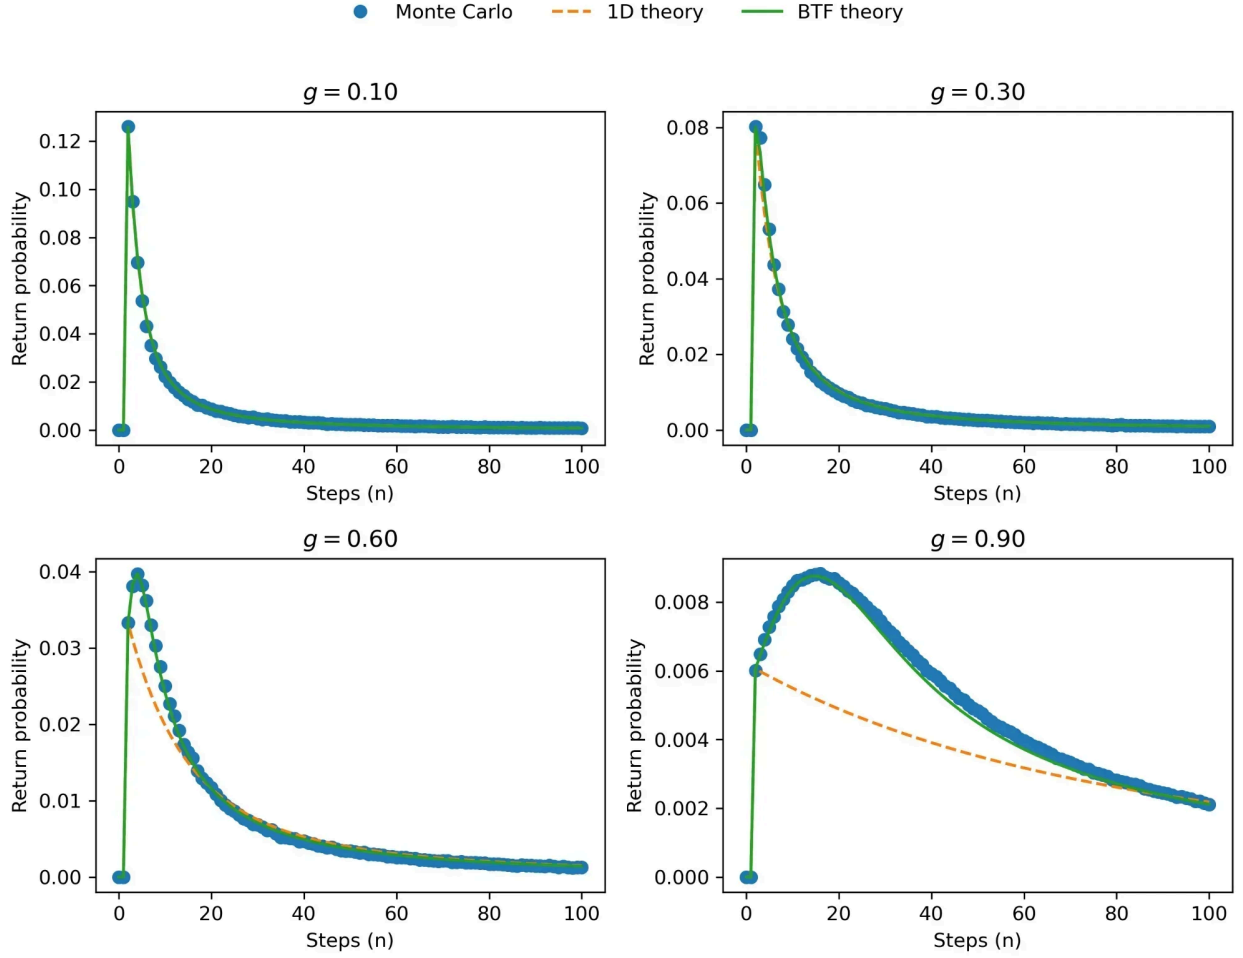 Monte Carlo 1D theory BTF theory
g = 0.10
Return probability
0.12
0.10
0.08
0.06
0.04
0.02
0.00
0 20 40 60 80 100
Steps (n)
g = 0.30
Return probability
0.08
0.06
0.04
0.02
0.00
0 20 40 60 80 100
Steps (n)
g = 0.60
Return probability
0.04
0.03
0.02
0.01
0.00
0 20 40 60 80 100
Steps (n)
g = 0.90
Return probability
0.008
0.006
0.004
0.002
0.000
0 20 40 60 80 100
Steps (n)